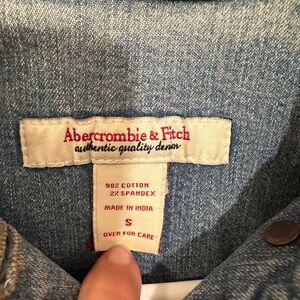 Abercrombie & Fitch
authentic quality denim
98% COTTON
2% SPANDEX
MADE IN INDIA
S
OVER FOR CARE